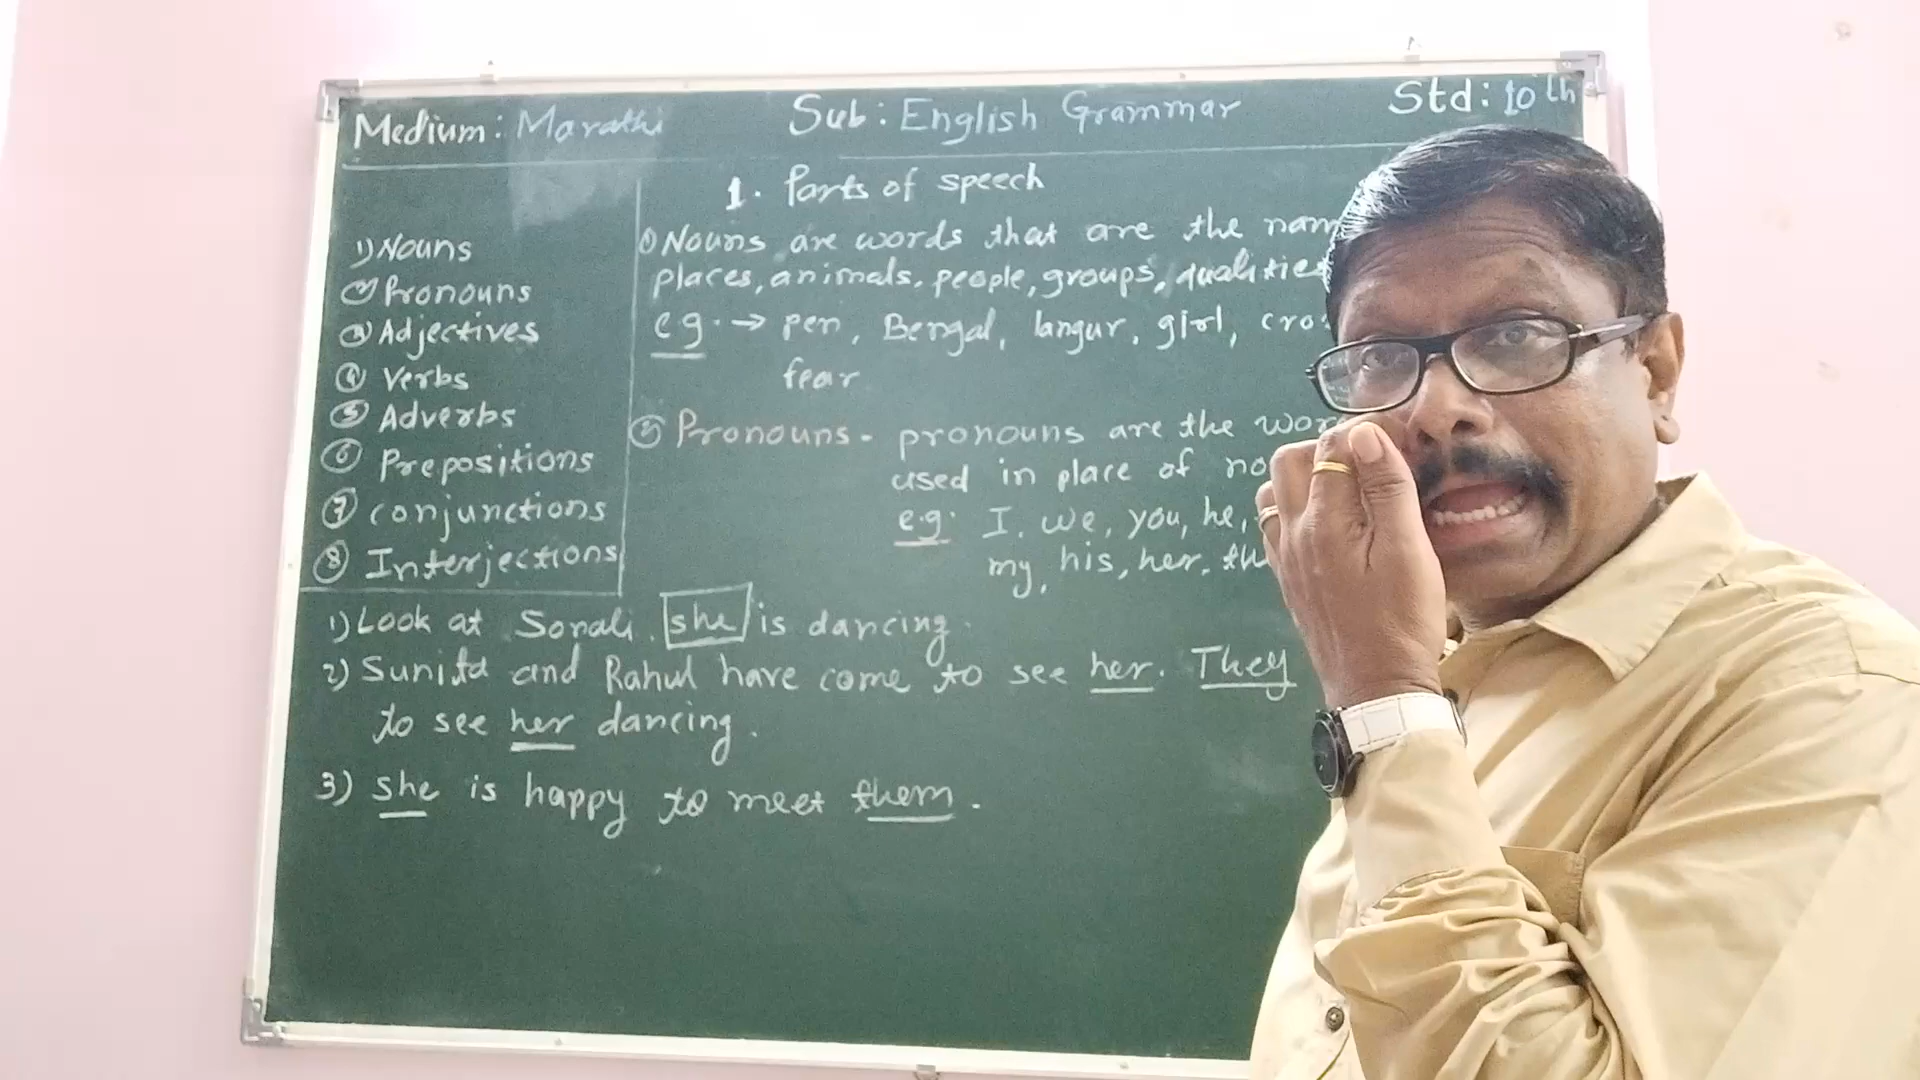 Medium: Marathi Sub: English Grammar Std: 10th
1. Parts of speech
1) Nouns
② Pronouns
③ Adjectives
④ Verbs
⑤ Adverbs
⑥ Prepositions
⑦ conjunctions
⑧ Interjections
① Nouns are words that are the nam
places, animals, people, groups, qualities
eg. → pen, Bengal, langur, girl, cro
fear
② Pronouns - pronouns are the wor
used in place of no
e.g. I, we, you, he,
my, his, her, th
1) Look at Sonali. she is dancing.
2) Sunita and Rahul have come to see her. They
to see her dancing.
3) she is happy to meet them.